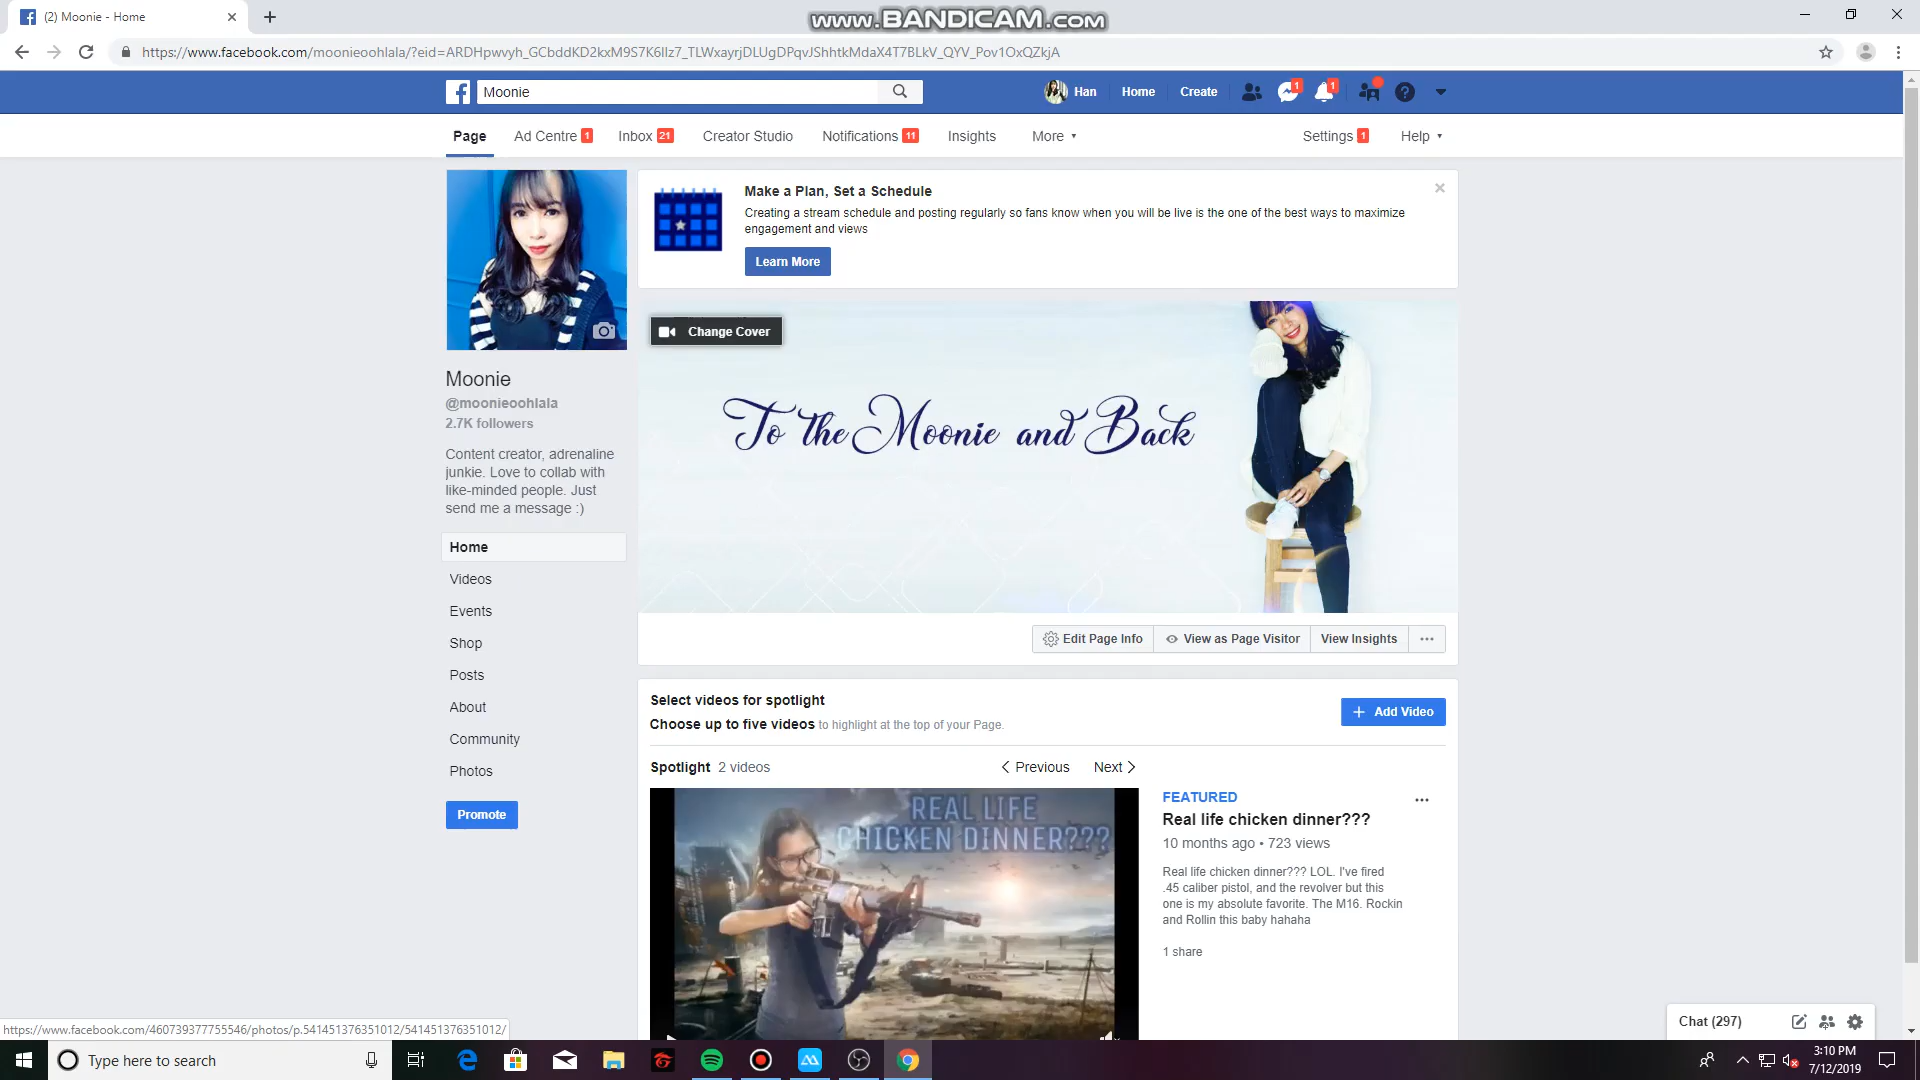 (2) Moonie - Home
www.BANDICAM.com
https://www.facebook.com/moonieoohlala/?eid=ARDHpwvyh_GCbddKD2kxM9S7K6lIz7_TLWxayrjDLUgDPqvJShhtkMdaX4T7BLkV_QYV_Pov1OxQZkjA
Moonie
Han
Home
Create
1
1
Page
Ad Centre 1
Inbox 21
Creator Studio
Notifications 11
Insights
More
Settings 1
Help
Make a Plan, Set a Schedule
Creating a stream schedule and posting regularly so fans know when you will be live is the one of the best ways to maximize
engagement and views
Learn More
Change Cover
To the Moonie and Back
Moonie
@moonieoohlala
2.7K followers
Content creator, adrenaline
junkie. Love to collab with
like-minded people. Just
send me a message :)
Home
Videos
Events
Shop
Posts
About
Community
Photos
Promote
Edit Page Info
View as Page Visitor
View Insights
Select videos for spotlight
Choose up to five videos to highlight at the top of your Page.
+ Add Video
Spotlight 2 videos
Previous
Next
REAL LIFE
CHICKEN DINNER???
FEATURED
Real life chicken dinner???
10 months ago • 723 views
Real life chicken dinner??? LOL. I've fired
.45 caliber pistol, and the revolver but this
one is my absolute favorite. The M16. Rockin
and Rollin this baby hahaha
1 share
Chat (297)
https://www.facebook.com/460739377755546/photos/p.541451376351012/541451376351012/
Type here to search
3:10 PM
7/12/2019